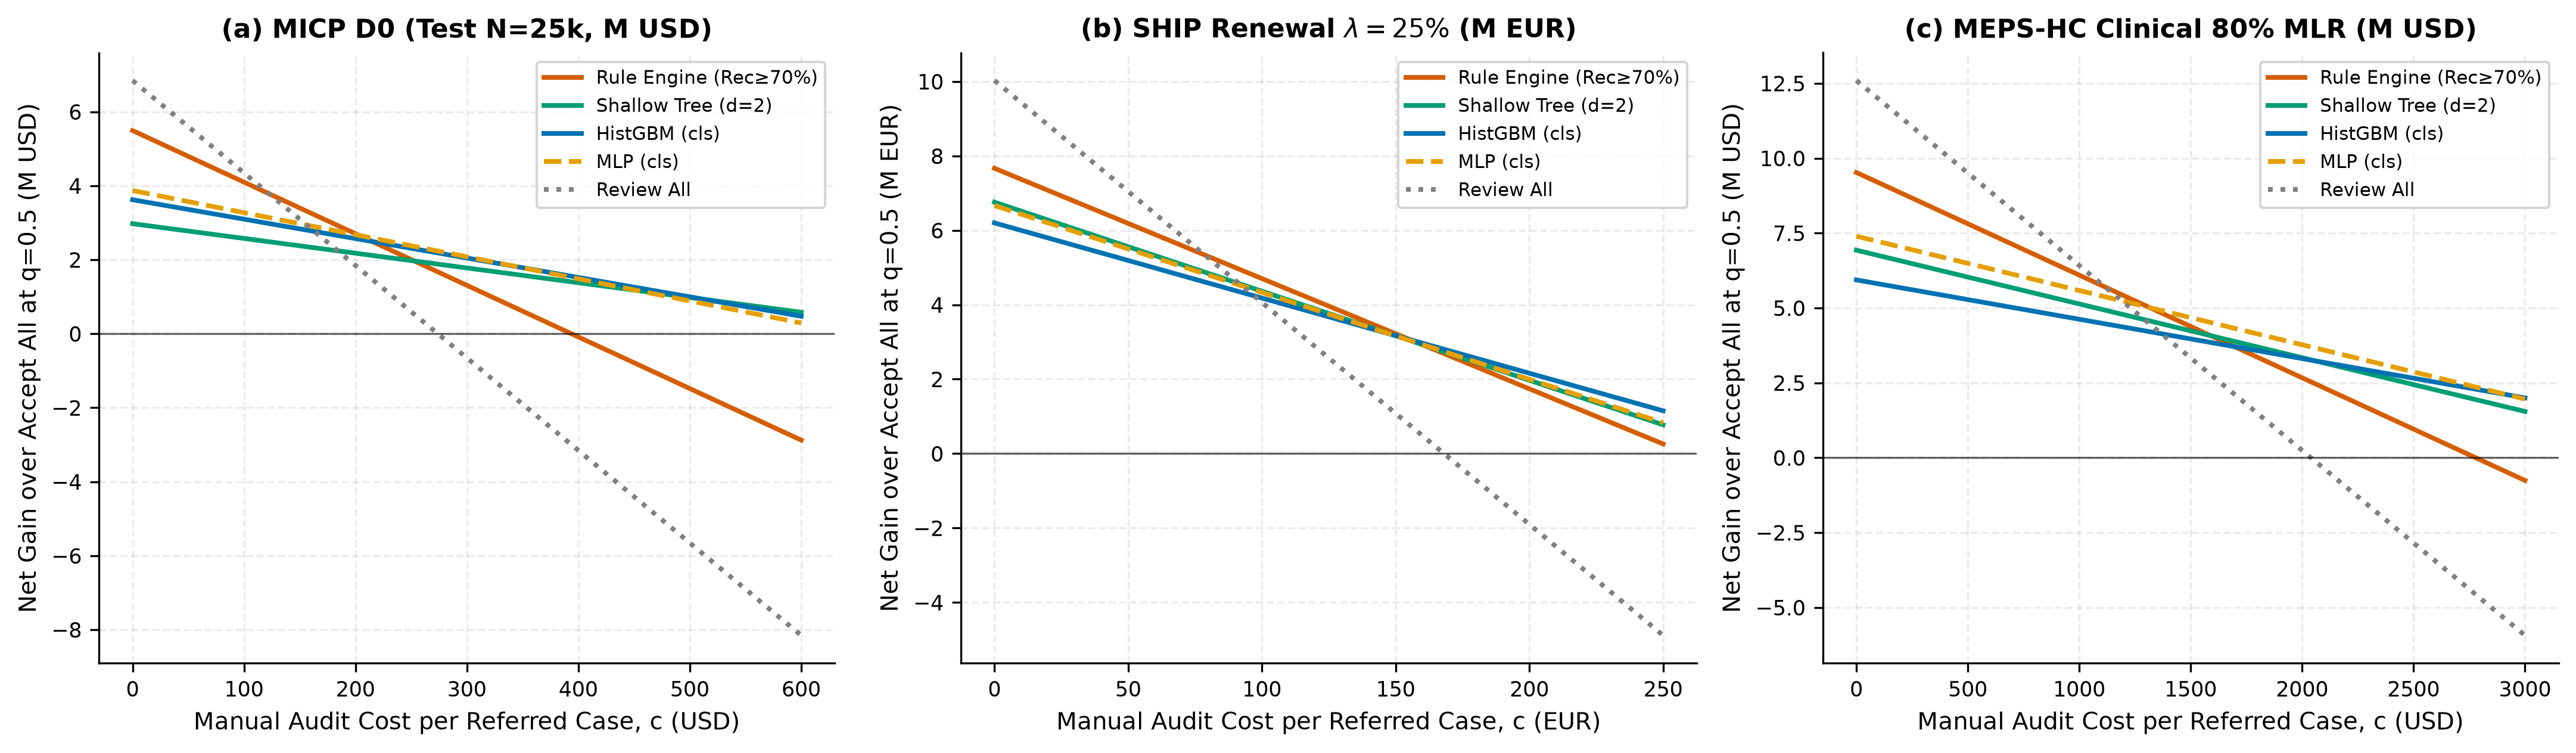 (a) MICP D0 (Test N=25k, M USD)
Net Gain over Accept All at q=0.5 (M USD)
6
4
2
0
−2
−4
−6
−8
Rule Engine (Rec≥70%)
Shallow Tree (d=2)
HistGBM (cls)
MLP (cls)
Review All
0 100 200 300 400 500 600
Manual Audit Cost per Referred Case, c (USD)
(b) SHIP Renewal λ = 25% (M EUR)
Net Gain over Accept All at q=0.5 (M EUR)
10
8
6
4
2
0
−2
−4
Rule Engine (Rec≥70%)
Shallow Tree (d=2)
HistGBM (cls)
MLP (cls)
Review All
0 50 100 150 200 250
Manual Audit Cost per Referred Case, c (EUR)
(c) MEPS-HC Clinical 80% MLR (M USD)
Net Gain over Accept All at q=0.5 (M USD)
12.5
10.0
7.5
5.0
2.5
0.0
−2.5
−5.0
Rule Engine (Rec≥70%)
Shallow Tree (d=2)
HistGBM (cls)
MLP (cls)
Review All
0 500 1000 1500 2000 2500 3000
Manual Audit Cost per Referred Case, c (USD)